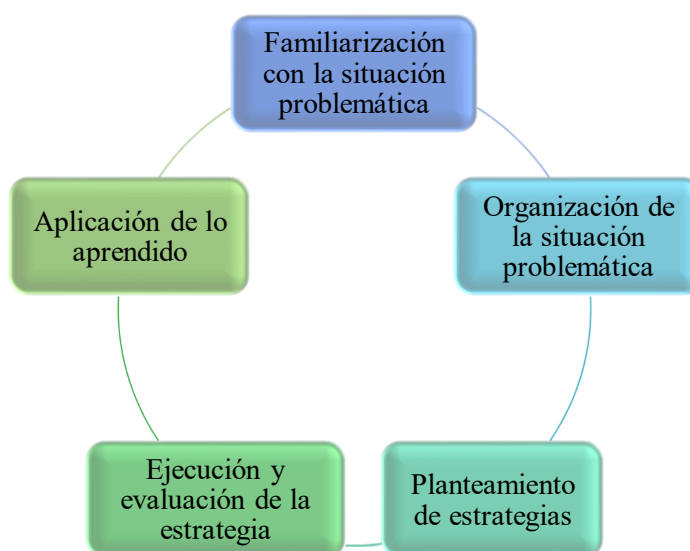 Familiarización
con la situación
problemática
Organización de
la situación
problemática
Planteamiento
de estrategias
Ejecución y
evaluación de la
estrategia
Aplicación de lo
aprendido